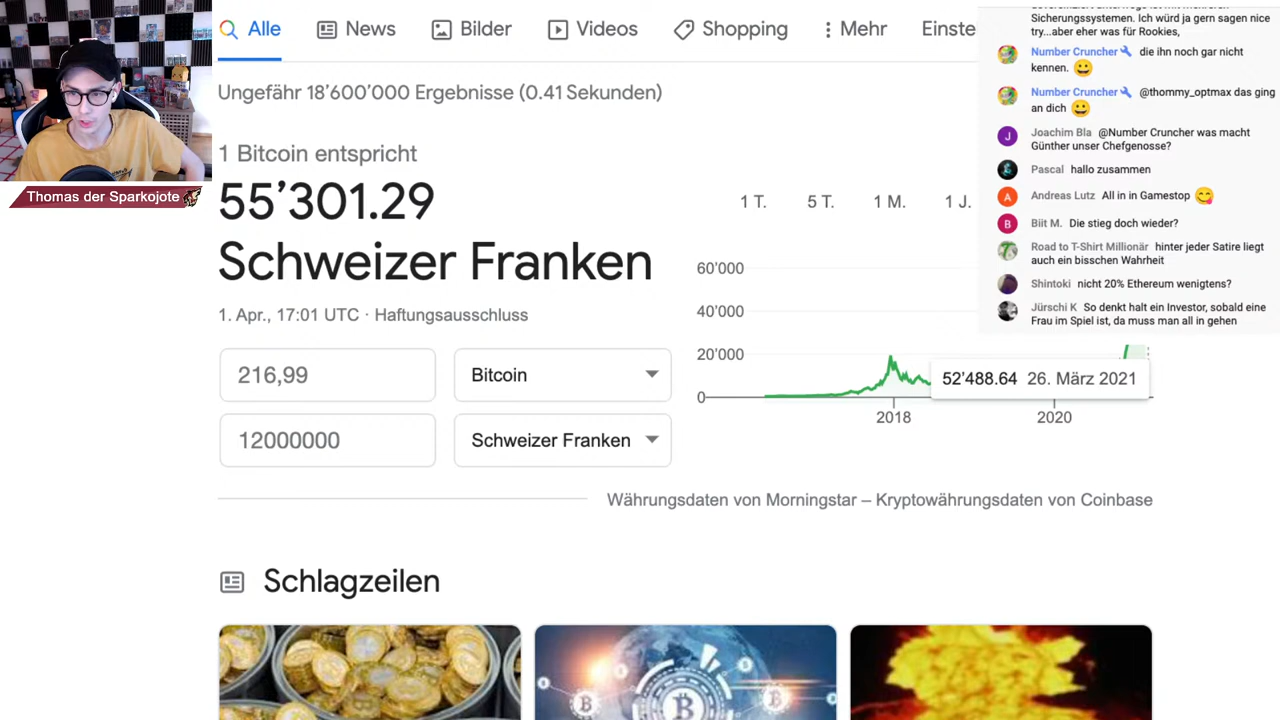 Alle News Bilder Videos Shopping Mehr Einste
Ungefähr 18’600’000 Ergebnisse (0.41 Sekunden)
1 Bitcoin entspricht
55’301.29
Schweizer Franken
1. Apr., 17:01 UTC · Haftungsausschluss
216,99 Bitcoin
12000000 Schweizer Franken
1 T. 5 T. 1 M. 1 J.
60'000
40'000
20'000
0
52'488.64 26. März 2021
2018 2020
Währungsdaten von Morningstar – Kryptowährungsdaten von Coinbase
Schlagzeilen
Thomas der Sparkojote
Sicherungssystemen. Ich würd ja gern sagen nice
try...aber eher was für Rookies,
Number Cruncher die ihn noch gar nicht
kennen.
Number Cruncher @thommy_optmax das ging
an dich
J Joachim Bla @Number Cruncher was macht
Günther unser Chefgenosse?
Pascal hallo zusammen
A Andreas Lutz All in in Gamestop
B Biit M. Die stieg doch wieder?
Road to T-Shirt Millionär hinter jeder Satire liegt
auch ein bisschen Wahrheit
Shintoki nicht 20% Ethereum wenigtens?
Jürschi K So denkt halt ein Investor, sobald eine
Frau im Spiel ist, da muss man all in gehen